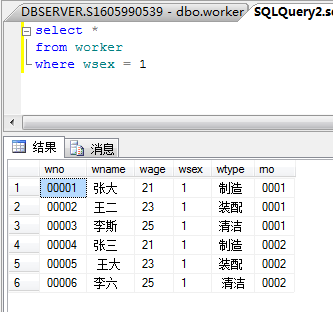 DBSERVER.S1605990539 - dbo.worker SQLQuery2.s
select *
from worker
where wsex = 1
结果 消息
wno wname wage wsex wtype mo
1 00001 张大 21 1 制造 0001
2 00002 王二 23 1 装配 0001
3 00003 李斯 25 1 清洁 0001
4 00004 张三 21 1 制造 0002
5 00005 王大 23 1 装配 0002
6 00006 李六 25 1 清洁 0002